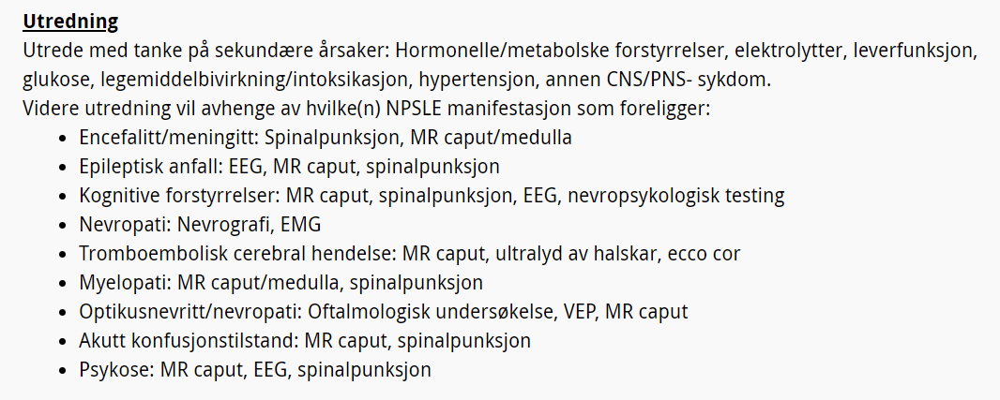 Utredning
Utrede med tanke på sekundære årsaker: Hormonelle/metabolske forstyrrelser, elektrolytter, leverfunksjon,
glukose, legemiddelbivirkning/intoksikasjon, hypertensjon, annen CNS/PNS- sykdom.
Videre utredning vil avhenge av hvilke(n) NPSLE manifestasjon som foreligger:
• Encefalitt/meningitt: Spinalpunksjon, MR caput/medulla
• Epileptisk anfall: EEG, MR caput, spinalpunksjon
• Kognitive forstyrrelser: MR caput, spinalpunksjon, EEG, nevropsykologisk testing
• Nevropati: Nevrografi, EMG
• Tromboembolisk cerebral hendelse: MR caput, ultralyd av halskar, ecco cor
• Myelopati: MR caput/medulla, spinalpunksjon
• Optikusnevritt/nevropati: Oftalmologisk undersøkelse, VEP, MR caput
• Akutt konfusjonstilstand: MR caput, spinalpunksjon
• Psykose: MR caput, EEG, spinalpunksjon